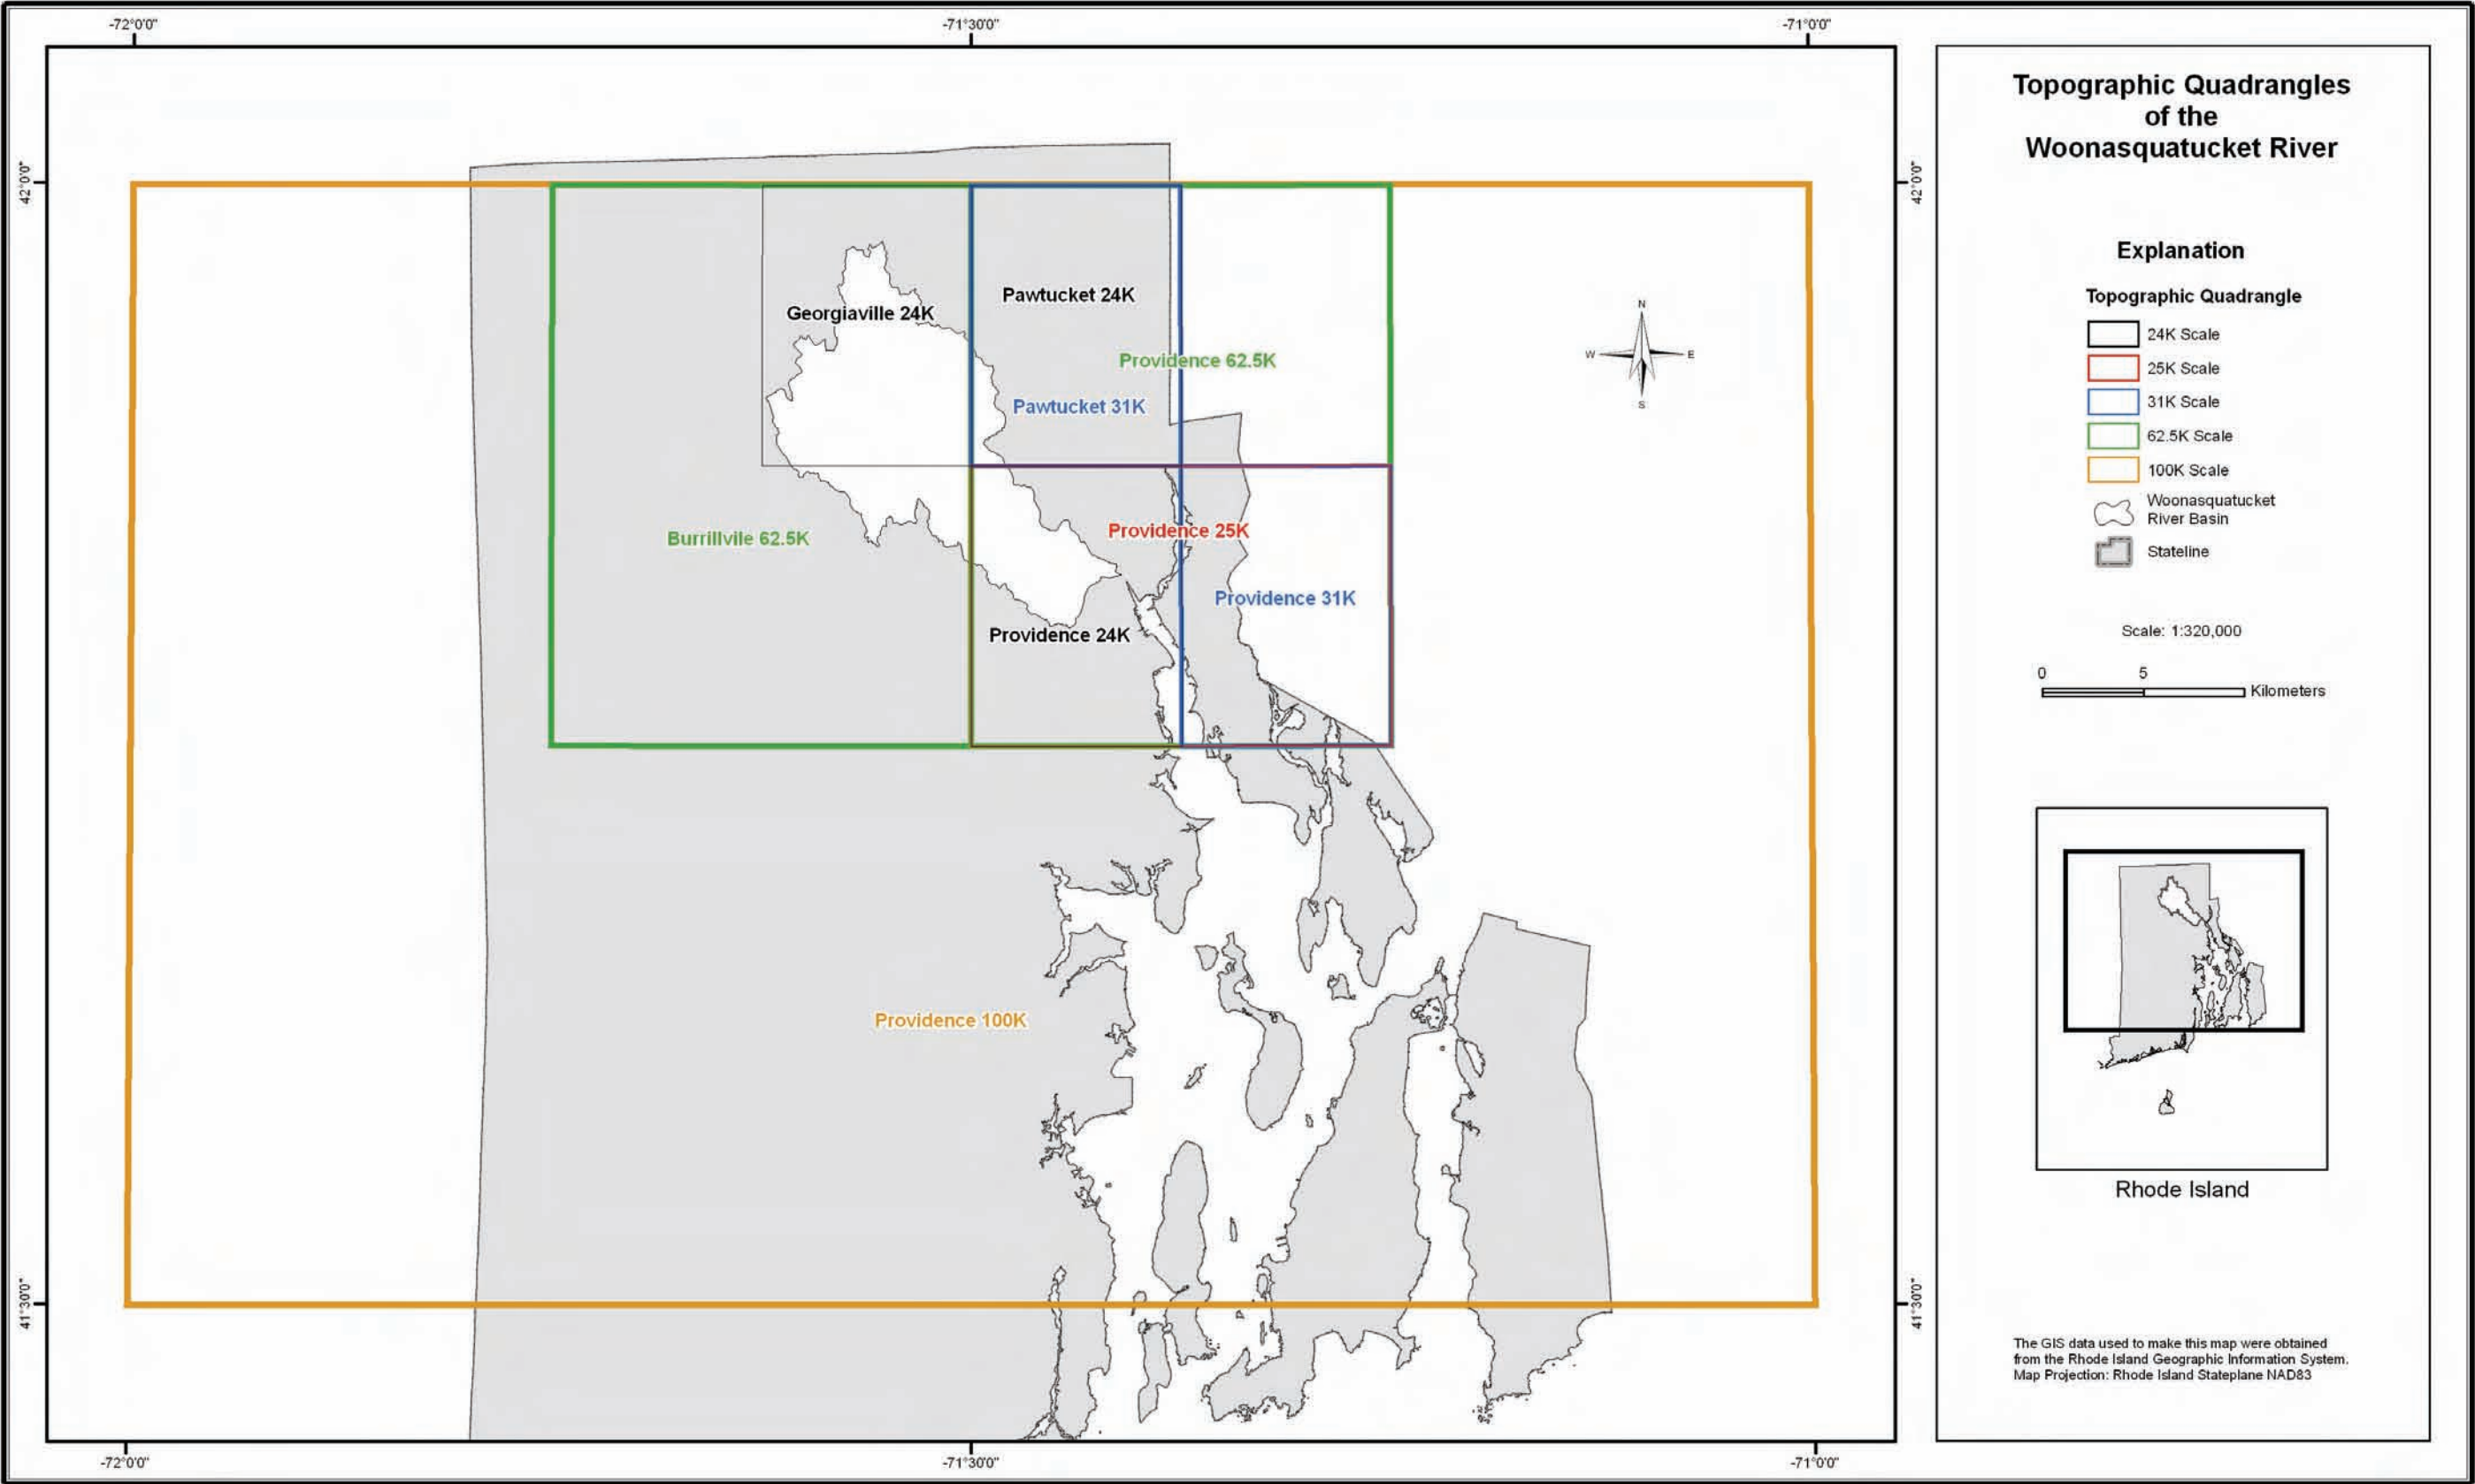 -72°0'0"
-71°30'0"
-71°0'0"
42°0'0"
42°0'0"
Georgiaville 24K
Pawtucket 24K
Providence 62.5K
Pawtucket 31K
Burrillvile 62.5K
Providence 25K
Providence 31K
Providence 24K
Providence 100K
N
W
E
S
41°30'0"
41°30'0"
-72°0'0"
-71°30'0"
-71°0'0"
Topographic Quadrangles
of the
Woonasquatucket River
Explanation
Topographic Quadrangle
24K Scale
25K Scale
31K Scale
62.5K Scale
100K Scale
Woonasquatucket
River Basin
Stateline
Scale: 1:320,000
0 5
Kilometers
Rhode Island
The GIS data used to make this map were obtained
from the Rhode Island Geographic Information System.
Map Projection: Rhode Island Stateplane NAD83